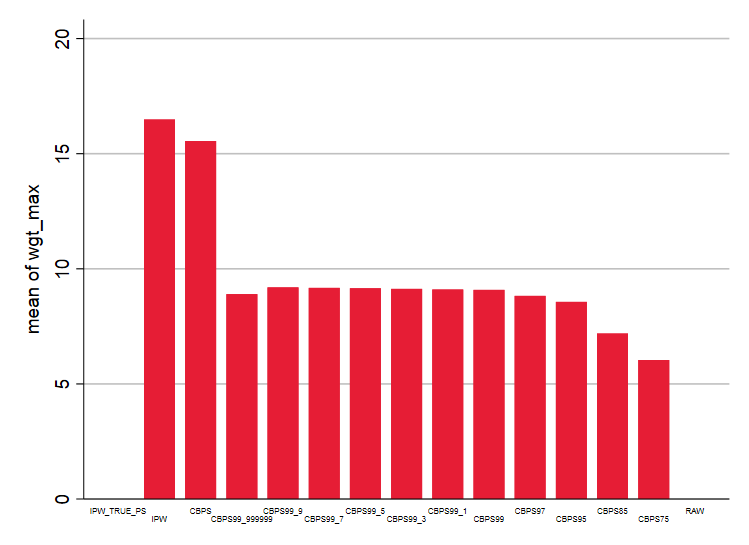 mean of wgt_max
20
15
10
5
0
IPW_TRUE_PS
IPW
CBPS
CBPS99_999999
CBPS99_9
CBPS99_7
CBPS99_5
CBPS99_3
CBPS99_1
CBPS99
CBPS97
CBPS95
CBPS85
CBPS75
RAW